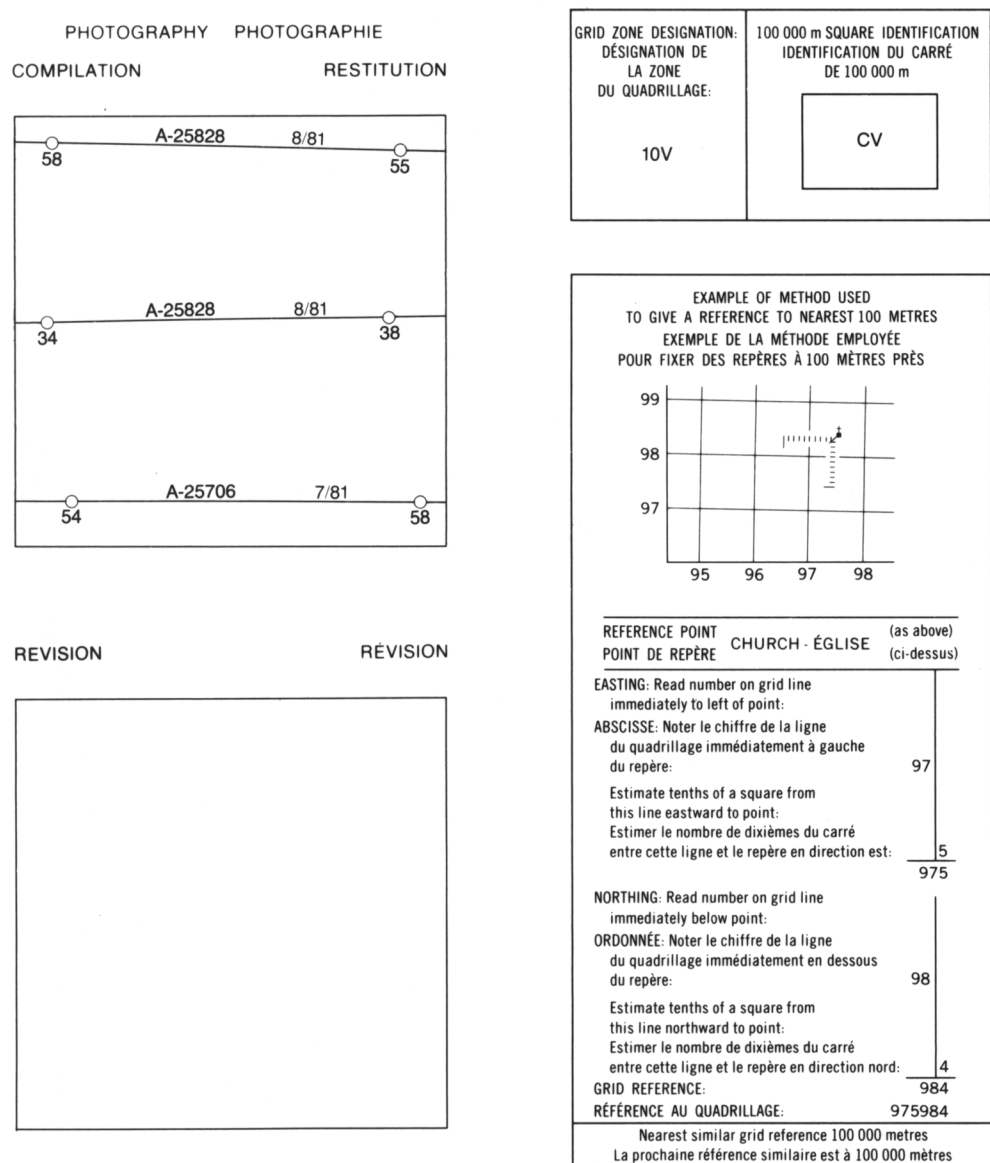 PHOTOGRAPHY PHOTOGRAPHIE
COMPILATION RESTITUTION
A-25828 8/81
58 55
A-25828 8/81
34 38
A-25706 7/81
54 58
REVISION RÉVISION
GRID ZONE DESIGNATION:
DÉSIGNATION DE
LA ZONE
DU QUADRILLAGE:
10V
100 000 m SQUARE IDENTIFICATION
IDENTIFICATION DU CARRÉ
DE 100 000 m
CV
EXAMPLE OF METHOD USED
TO GIVE A REFERENCE TO NEAREST 100 METRES
EXEMPLE DE LA MÉTHODE EMPLOYÉE
POUR FIXER DES REPÈRES À 100 MÈTRES PRÈS
99
98
97
95 96 97 98
REFERENCE POINT
POINT DE REPÈRE
CHURCH - ÉGLISE
(as above)
(ci-dessus)
EASTING: Read number on grid line
immediately to left of point:
ABSCISSE: Noter le chiffre de la ligne
du quadrillage immédiatement à gauche
du repère: 97
Estimate tenths of a square from
this line eastward to point:
Estimer le nombre de dixièmes du carré
entre cette ligne et le repère en direction est: 5
975
NORTHING: Read number on grid line
immediately below point:
ORDONNÉE: Noter le chiffre de la ligne
du quadrillage immédiatement en dessous
du repère: 98
Estimate tenths of a square from
this line northward to point:
Estimer le nombre de dixièmes du carré
entre cette ligne et le repère en direction nord: 4
GRID REFERENCE: 984
RÉFÉRENCE AU QUADRILLAGE: 975984
Nearest similar grid reference 100 000 metres
La prochaine référence similaire est à 100 000 mètres